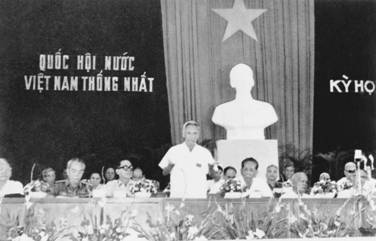 QUỐC HỘI NƯỚC
VIỆT NAM THỐNG NHẤT
KỲ HỌ